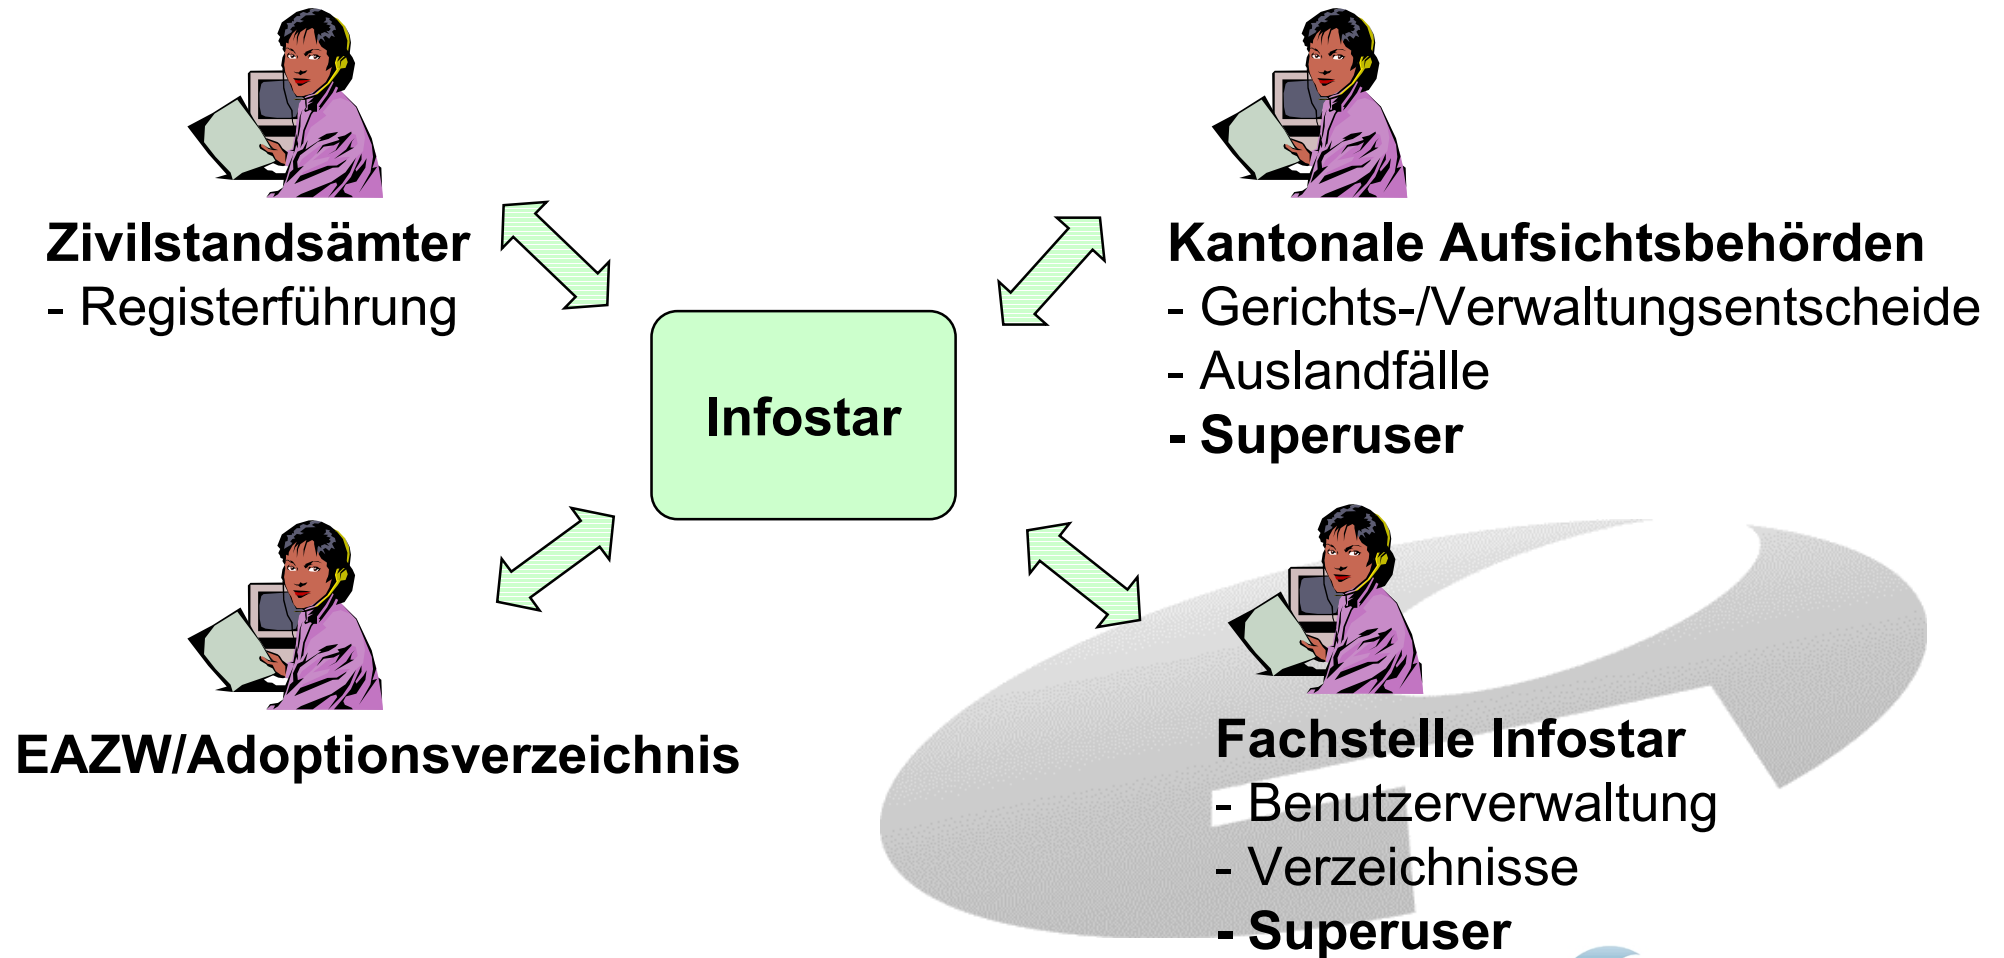 Zivilstandsämter
- Registerführung
Kantonale Aufsichtsbehörden
- Gerichts-/Verwaltungsentscheide
- Auslandfälle
- Superuser
Infostar
EAZW/Adoptionsverzeichnis
Fachstelle Infostar
- Benutzerverwaltung
- Verzeichnisse
- Superuser